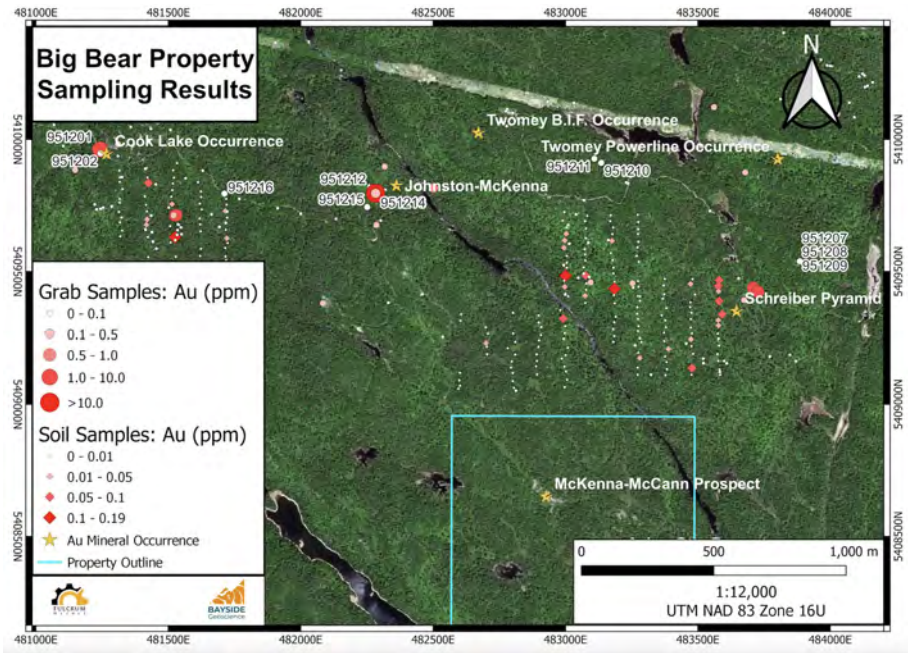 481000E 481500E 482000E 482500E 483000E 483500E 484000E
Big Bear Property
Sampling Results
N
5410000N
5409500N
5409000N
5408500N
5410000N
5409500N
5409000N
5408500N
Twomey B.I.F. Occurrence
951201
Cook Lake Occurrence
951202
Twomey Powerline Occurrence
951211
951210
951216
951212
Johnston-McKenna
951215
951214
951207
951208
951209
Schreiber Pyramid
McKenna-McCann Prospect
Grab Samples: Au (ppm)
0 - 0.1
0.1 - 0.5
0.5 - 1.0
1.0 - 10.0
>10.0
Soil Samples: Au (ppm)
0 - 0.01
0.01 - 0.05
0.05 - 0.1
0.1 - 0.19
Au Mineral Occurrence
Property Outline
FULCRUM
METALS
BAYSIDE
Geoscience
0 500 1,000 m
1:12,000
UTM NAD 83 Zone 16U
481000E 481500E 482000E 482500E 483000E 483500E 484000E